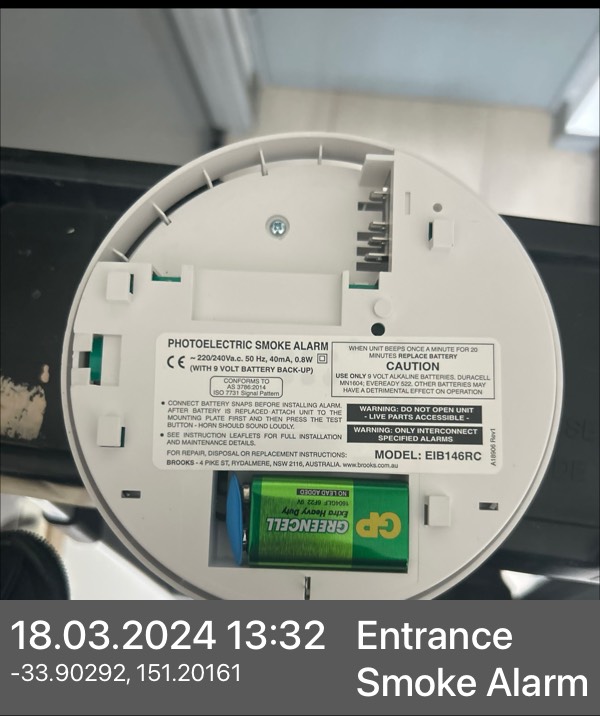 PHOTOELECTRIC SMOKE ALARM
CE ~ 220/240Va.c. 50 Hz, 40mA, 0.8W
(WITH 9 VOLT BATTERY BACK-UP)
CONFORMS TO
AS 3786:2014
ISO 7731 Signal Pattern
• CONNECT BATTERY SNAPS BEFORE INSTALLING ALARM.
AFTER BATTERY IS REPLACED ATTACH UNIT TO THE
MOUNTING PLATE FIRST AND THEN PRESS THE TEST
BUTTON - HORN SHOULD SOUND LOUDLY.
• SEE INSTRUCTION LEAFLETS FOR FULL INSTALLATION
AND MAINTENANCE DETAILS.
FOR REPAIR, DISPOSAL OR REPLACEMENT INSTRUCTIONS:
BROOKS - 4 PIKE ST, RYDALMERE, NSW 2116, AUSTRALIA. www.brooks.com.au
WHEN UNIT BEEPS ONCE A MINUTE FOR 20
MINUTES REPLACE BATTERY
CAUTION
USE ONLY 9 VOLT ALKALINE BATTERIES. DURACELL
MN1604; EVEREADY 522. OTHER BATTERIES MAY
HAVE A DETRIMENTAL EFFECT ON OPERATION
WARNING: DO NOT OPEN UNIT
- LIVE PARTS ACCESSIBLE -
WARNING: ONLY INTERCONNECT
SPECIFIED ALARMS
MODEL: EIB146RC
A18906 Rev1
GP
GREENCELL
Extra Heavy Duty
1604GLF 6F22 9V
NO LEAD ADDED
18.03.2024 13:32
-33.90292, 151.20161
Entrance
Smoke Alarm